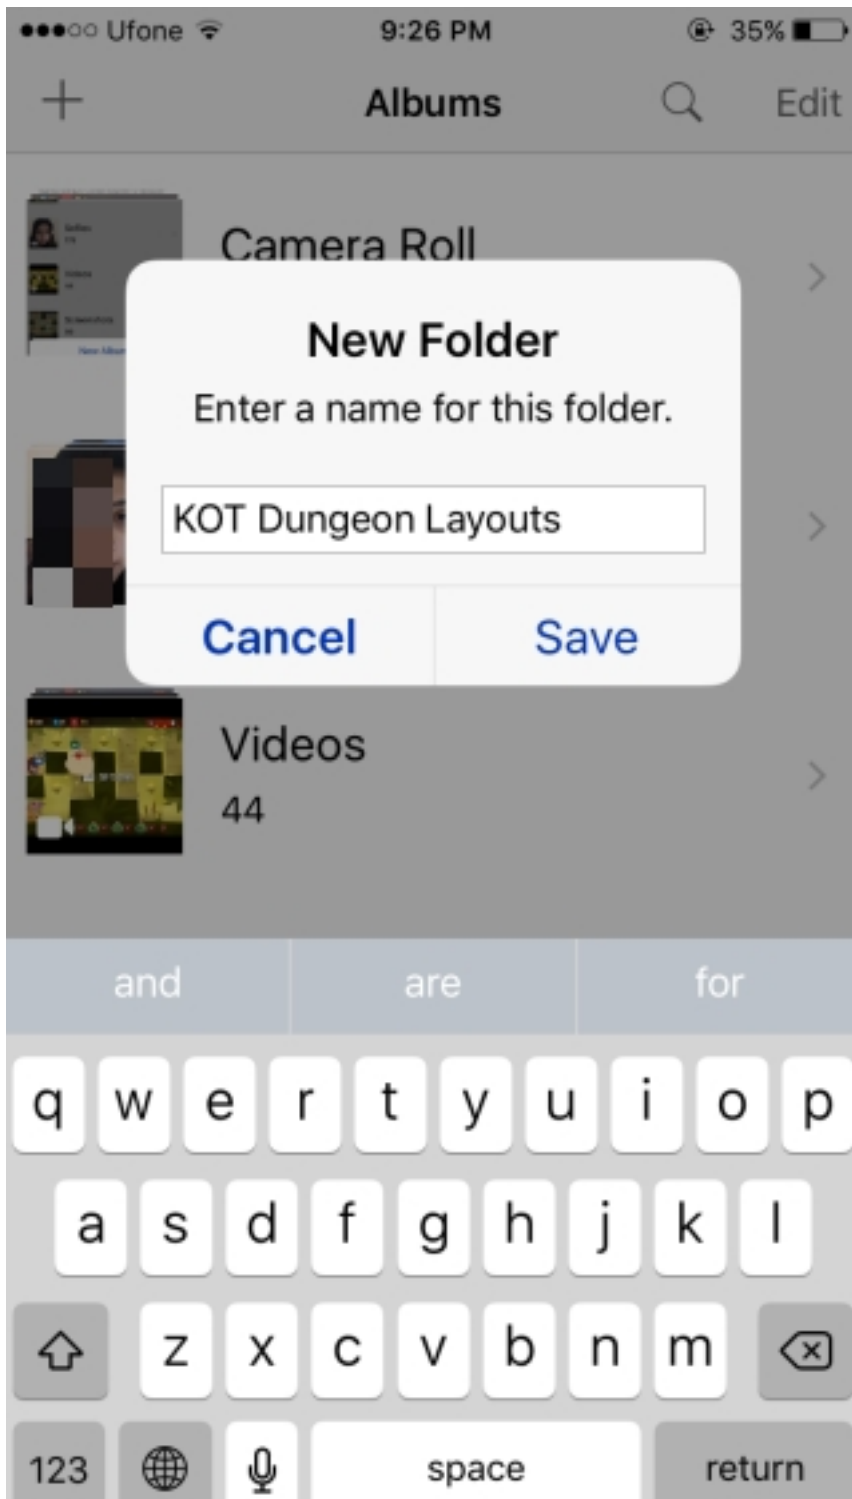 Ufone 9:26 PM 35%
Albums Edit
Camera Roll
New Folder
Enter a name for this folder.
KOT Dungeon Layouts
Cancel Save
Videos
44
and are for
q w e r t y u i o p
a s d f g h j k l
z x c v b n m
123 space return